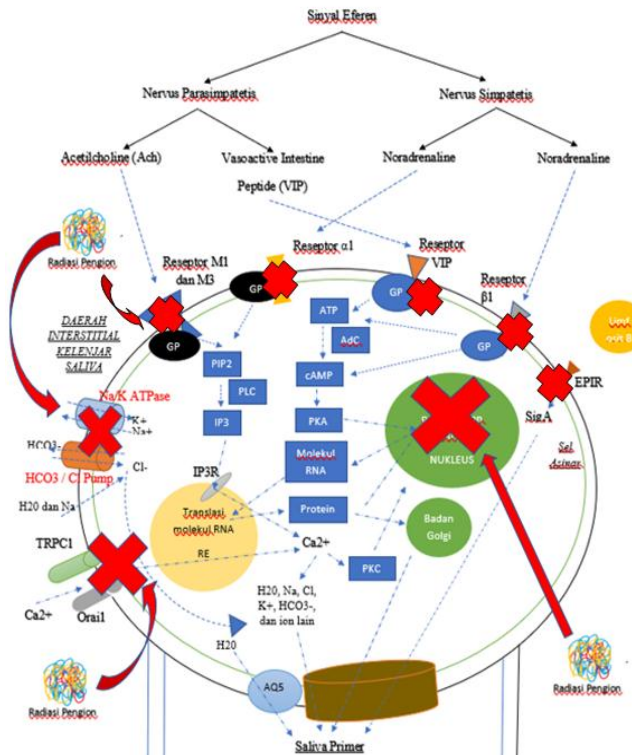 Sinyal Eferen
Nervus Parasimpatetis
Nervus Simpatetis
Acetilcholine (Ach)
Vasoactive Intestine
Peptide (VIP)
Noradrenaline
Noradrenaline
Radiasi Pengion
Reseptor M1
dan M3
Reseptor α1
Reseptor
VIP
Reseptor
β1
GP
GP
GP
GP
DAERAH
INTERSTITIAL
KELENJAR
SALIVA
ATP
AdC
PIP2
PLC
cAMP
EPIR
SigA
Na/K ATPase
K+
Na+
IP3
PKA
NUKLEUS
Sel
Asinar
HCO3-
Cl-
HCO3 / Cl Pump
IP3R
Molekul
RNA
H20 dan Na
Translasi
molekul RNA
RE
Protein
Badan
Golgi
TRPC1
Ca2+
PKC
Ca2+
Orai1
H20, Na, Cl,
K+, HCO3-,
dan ion lain
H20
Radiasi Pengion
Radiasi Pengion
AQ5
Saliva Primer